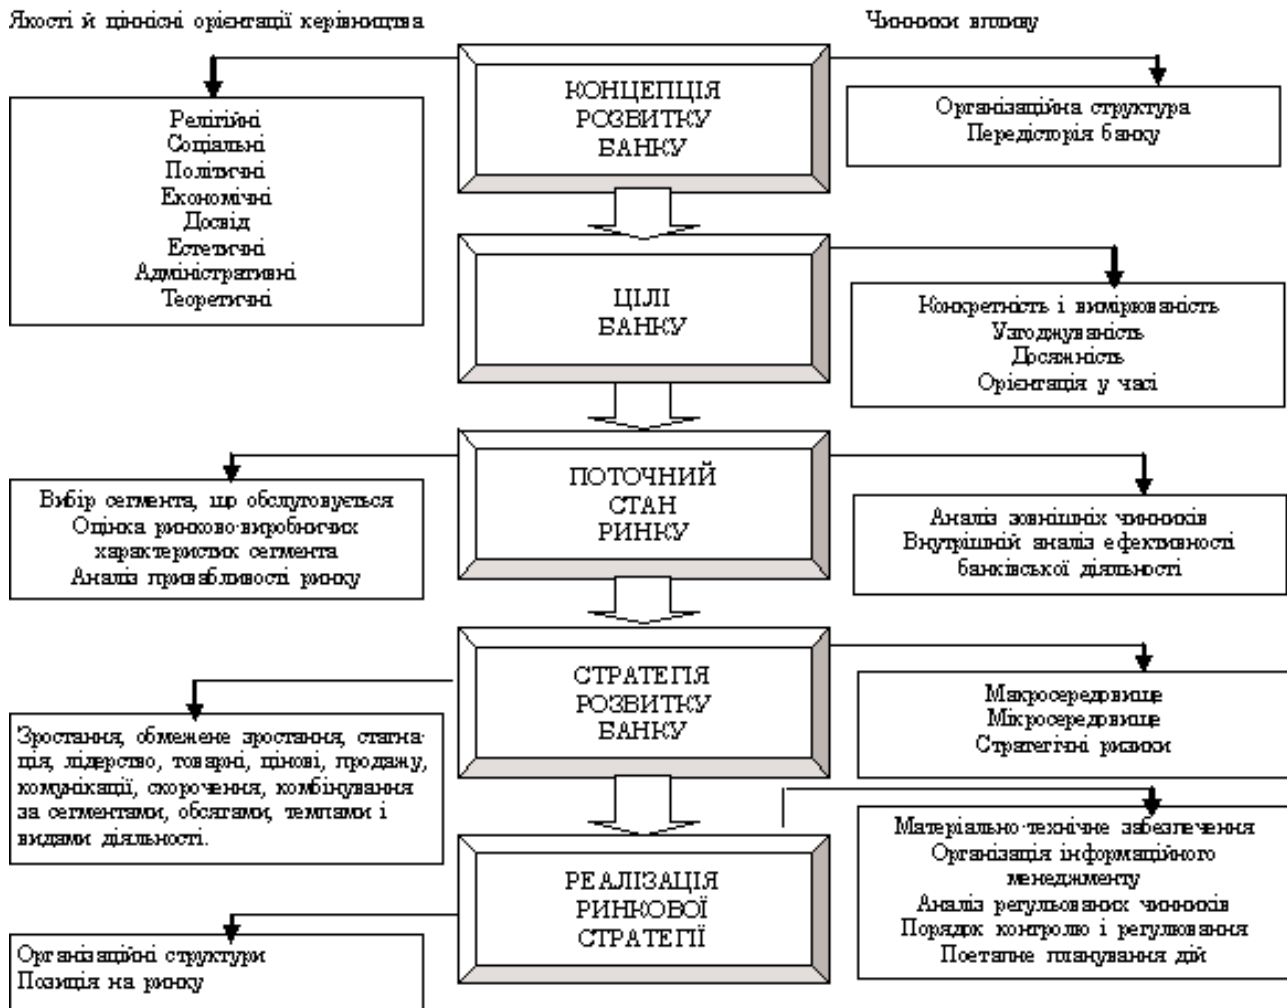 Якості й ціннісні орієнтації керівництва
Чинники впливу
КОНЦЕПЦІЯ
РОЗВИТКУ
БАНКУ
Релігійні
Соціальні
Політичні
Економічні
Досвід
Естетичні
Адміністративні
Теоретичні
Організаційна структура
Передісторія банку
ЦІЛІ
БАНКУ
Конкретність і вимірюваність
Узгоджуваність
Досяжність
Орієнтація у часі
ПОТОЧНИЙ
СТАН
РИНКУ
Вибір сегмента, що обслуговується
Оцінка ринково-виробничих
характеристик сегмента
Аналіз привабливості ринку
Аналіз зовнішніх чинників
Внутрішній аналіз ефективності
банківської діяльності
СТРАТЕГІЯ
РОЗВИТКУ
БАНКУ
Зростання, обмежене зростання, стагна-
ція, лідерство, товарні, цінові, продажу,
комунікації, скорочення, комбінування
за сегментами, обсягами, темпами і
видами діяльності.
Макросередовище
Мікросередовище
Стратегічні ризики
РЕАЛІЗАЦІЯ
РИНКОВОЇ
СТРАТЕГІЇ
Організаційні структури
Позиція на ринку
Матеріально-технічне забезпечення
Організація інформаційного
менеджменту
Аналіз регульованих чинників
Порядок контролю і регулювання
Поетапне планування дій